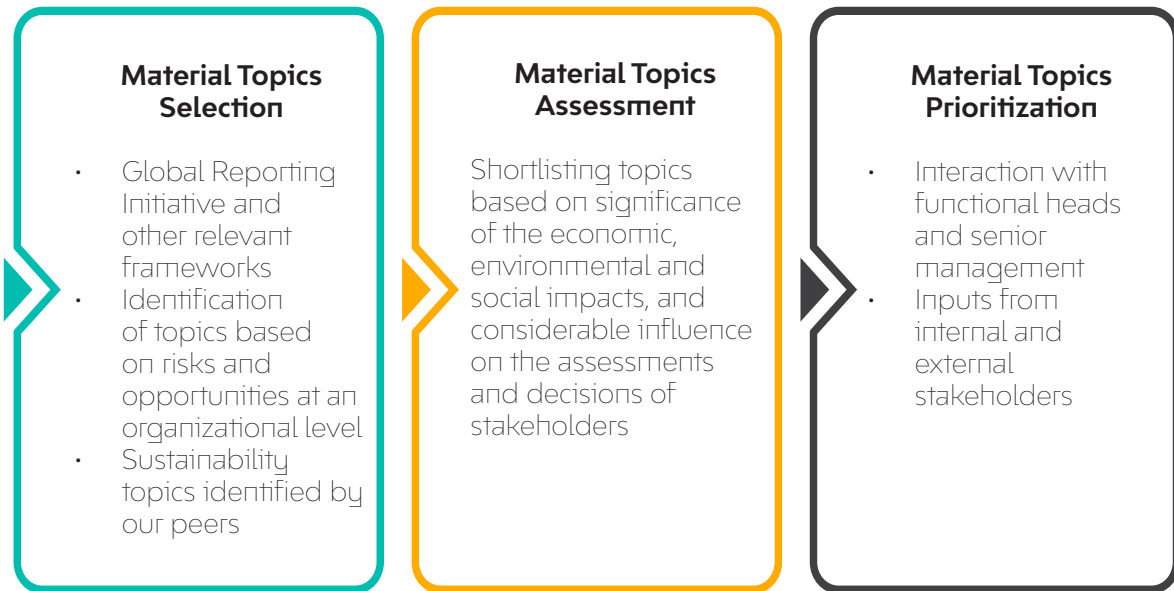 Material Topics
Selection
• Global Reporting
Initiative and
other relevant
frameworks
• Identification
of topics based
on risks and
opportunities at an
organizational level
• Sustainability
topics identified by
our peers
Material Topics
Assessment
Shortlisting topics
based on significance
of the economic,
environmental and
social impacts, and
considerable influence
on the assessments
and decisions of
stakeholders
Material Topics
Prioritization
• Interaction with
functional heads
and senior
management
• Inputs from
internal and
external
stakeholders